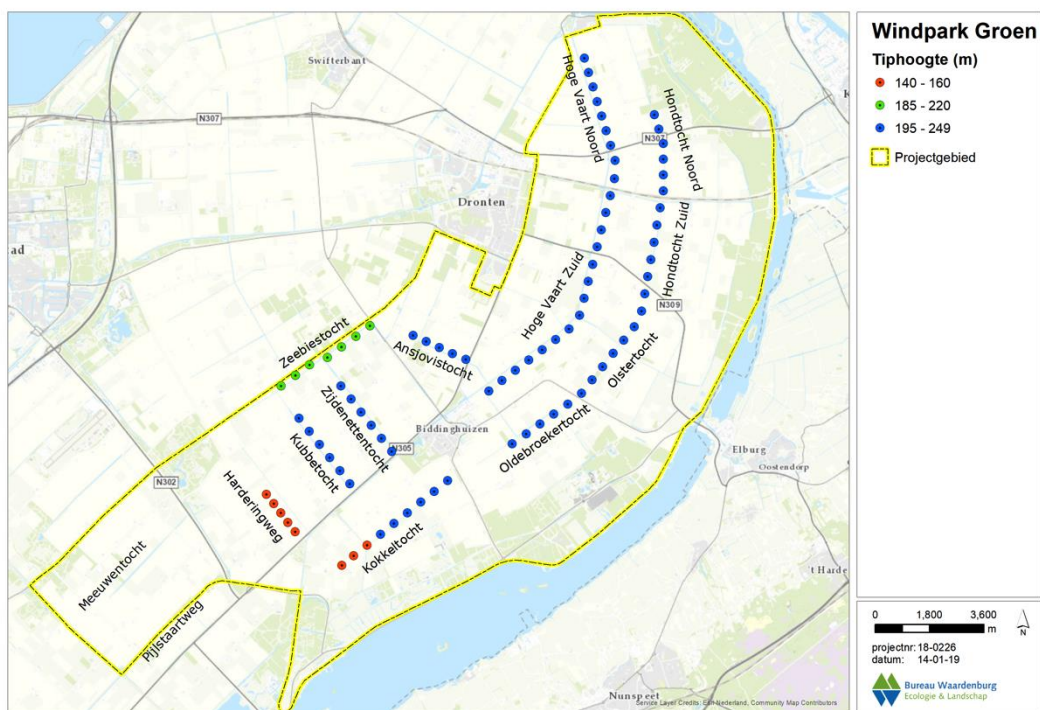 Windpark Groen
Tiphoogte (m)
140 - 160
185 - 220
195 - 249
Projectgebied
Swifterbant
N307
Hoge Vaart Noord
Hondtocht Noord
N307
Dronten
ad
Hondtocht Zuid
Hoge Vaart Zuid
N309
Zeebiestocht
Ansjovistocht
Olstertocht
Zijdenettentocht
Biddinghuizen
Oldebroekertocht
Kubbetocht
N305
Elburg
Oostendorp
N302
Harderingweg
Kokkeltocht
Meeuwentocht
't Harde
Pijlstaartweg
Nunspeet
Service Layer Credits: Esri Nederland, Community Map Contributors
0 1,800 3,600
m
N
projectnr: 18-0226
datum: 14-01-19
Bureau Waardenburg
Ecologie & Landschap